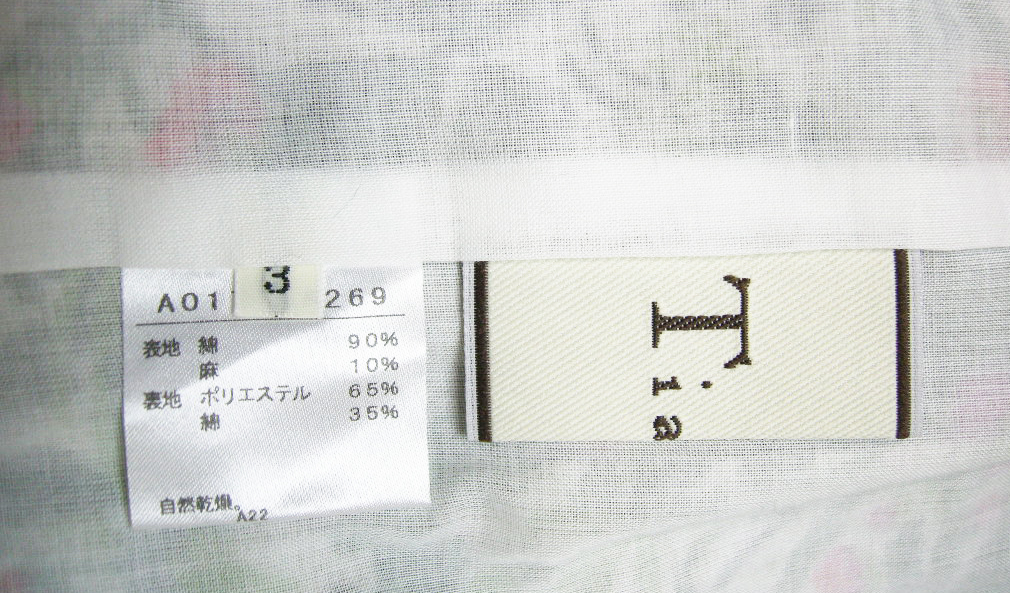 3
A01 269
表地 綿 90%
麻 10%
裏地 ポリエステル 65%
綿 35%
自然乾燥。
A22
Tia